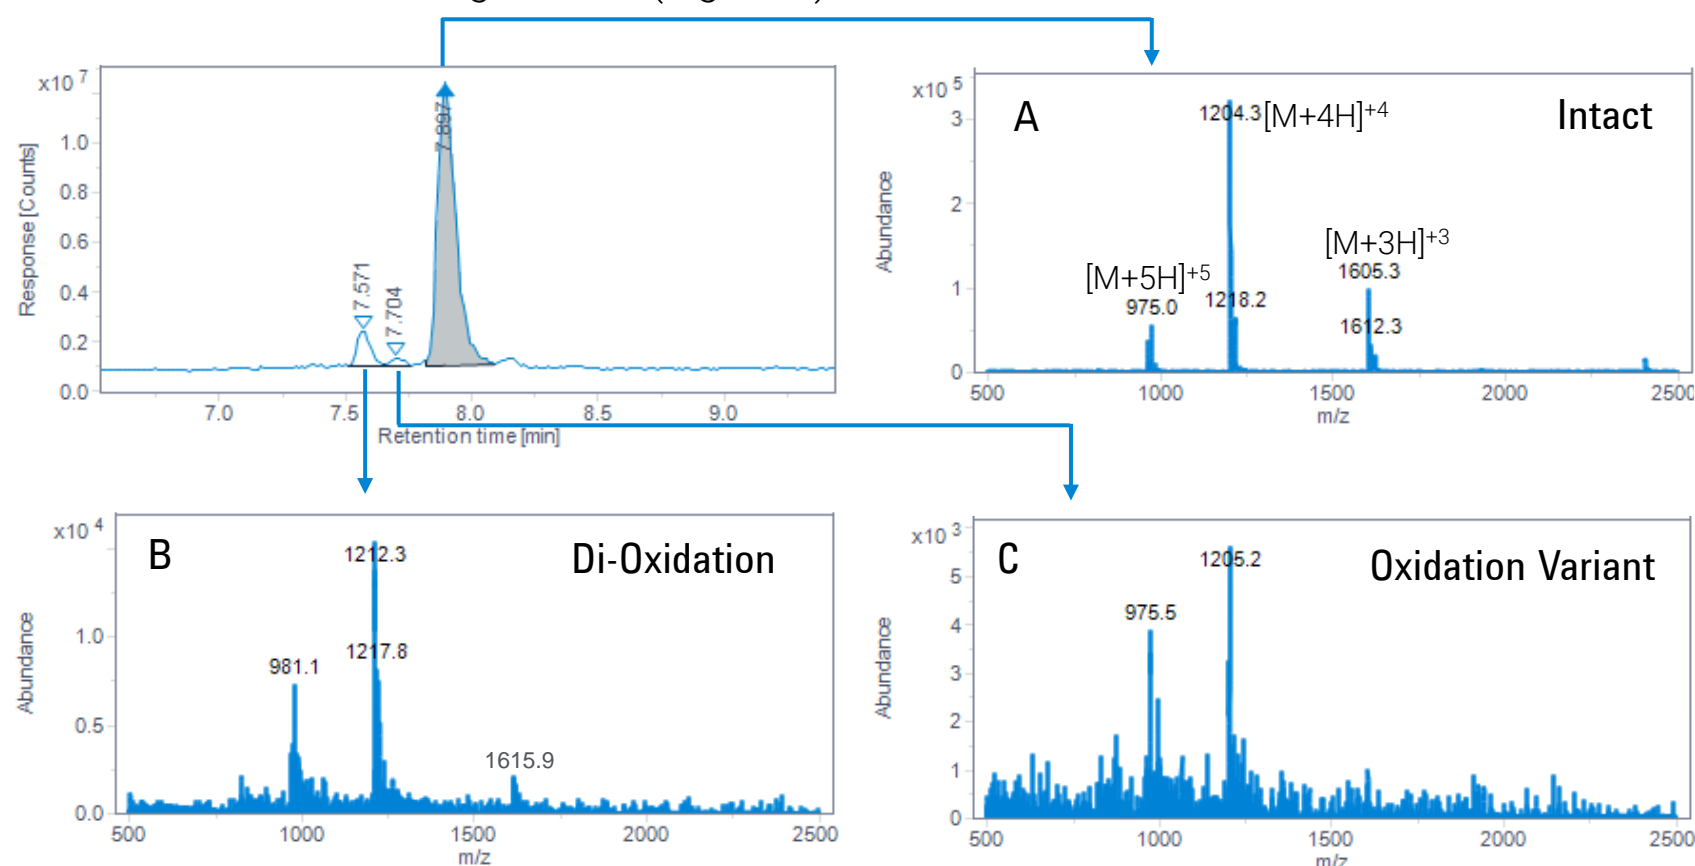 x10 7
Response [Counts]
1.0
0.8
0.6
0.4
0.2
0.0
7.571
7.704
7.897
7.0
7.5
8.0
8.5
9.0
Retention time [min]
x10 5
A
Intact
Abundance
3
2
1
0
1204.3
[M+4H]+4
[M+5H]+5
975.0
1218.2
[M+3H]+3
1605.3
1612.3
500
1000
1500
2000
2500
m/z
x10 4
B
Di-Oxidation
Abundance
1.0
0.5
0.0
1212.3
1217.8
981.1
1615.9
500
1000
1500
2000
2500
m/z
x10 3
C
Oxidation Variant
Abundance
5
4
3
2
1
0
1205.2
975.5
500
1000
1500
2000
2500
m/z